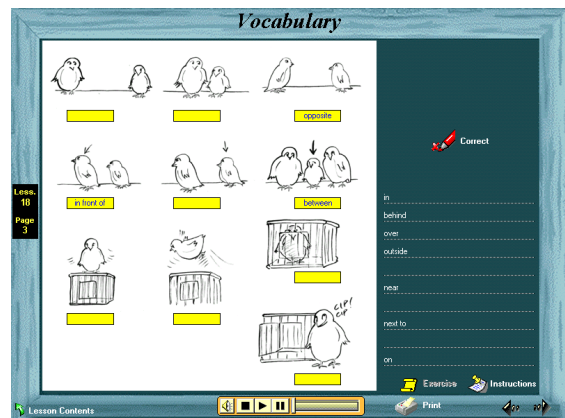 Vocabulary
opposite
in front of
between
CIP!
CIP
Less.
18
Page
3
Correct
in
behind
over
outside
near
next to
on
Exercise
Instructions
Print
Lesson Contents